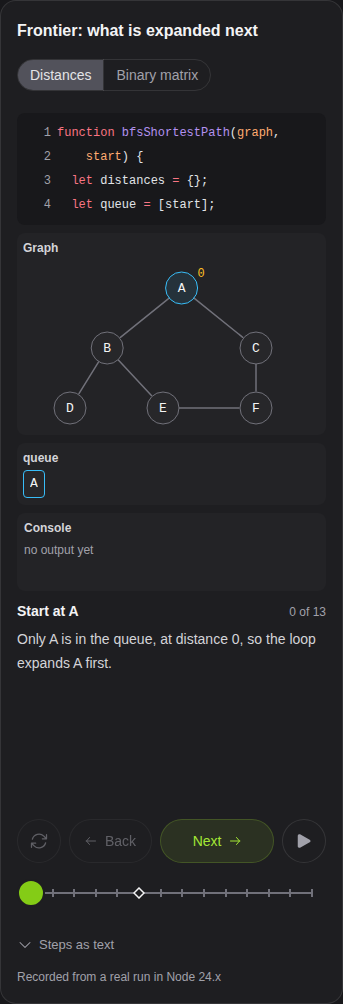 Frontier: what is expanded next
Distances Binary matrix
1 function bfsShortestPath(graph,
2 start) {
3 let distances = {};
4 let queue = [start];
Graph
0
A
B C
D E F
queue
A
Console
no output yet
Start at A 0 of 13
Only A is in the queue, at distance 0, so the loop
expands A first.
← Back Next →
Steps as text
Recorded from a real run in Node 24.x